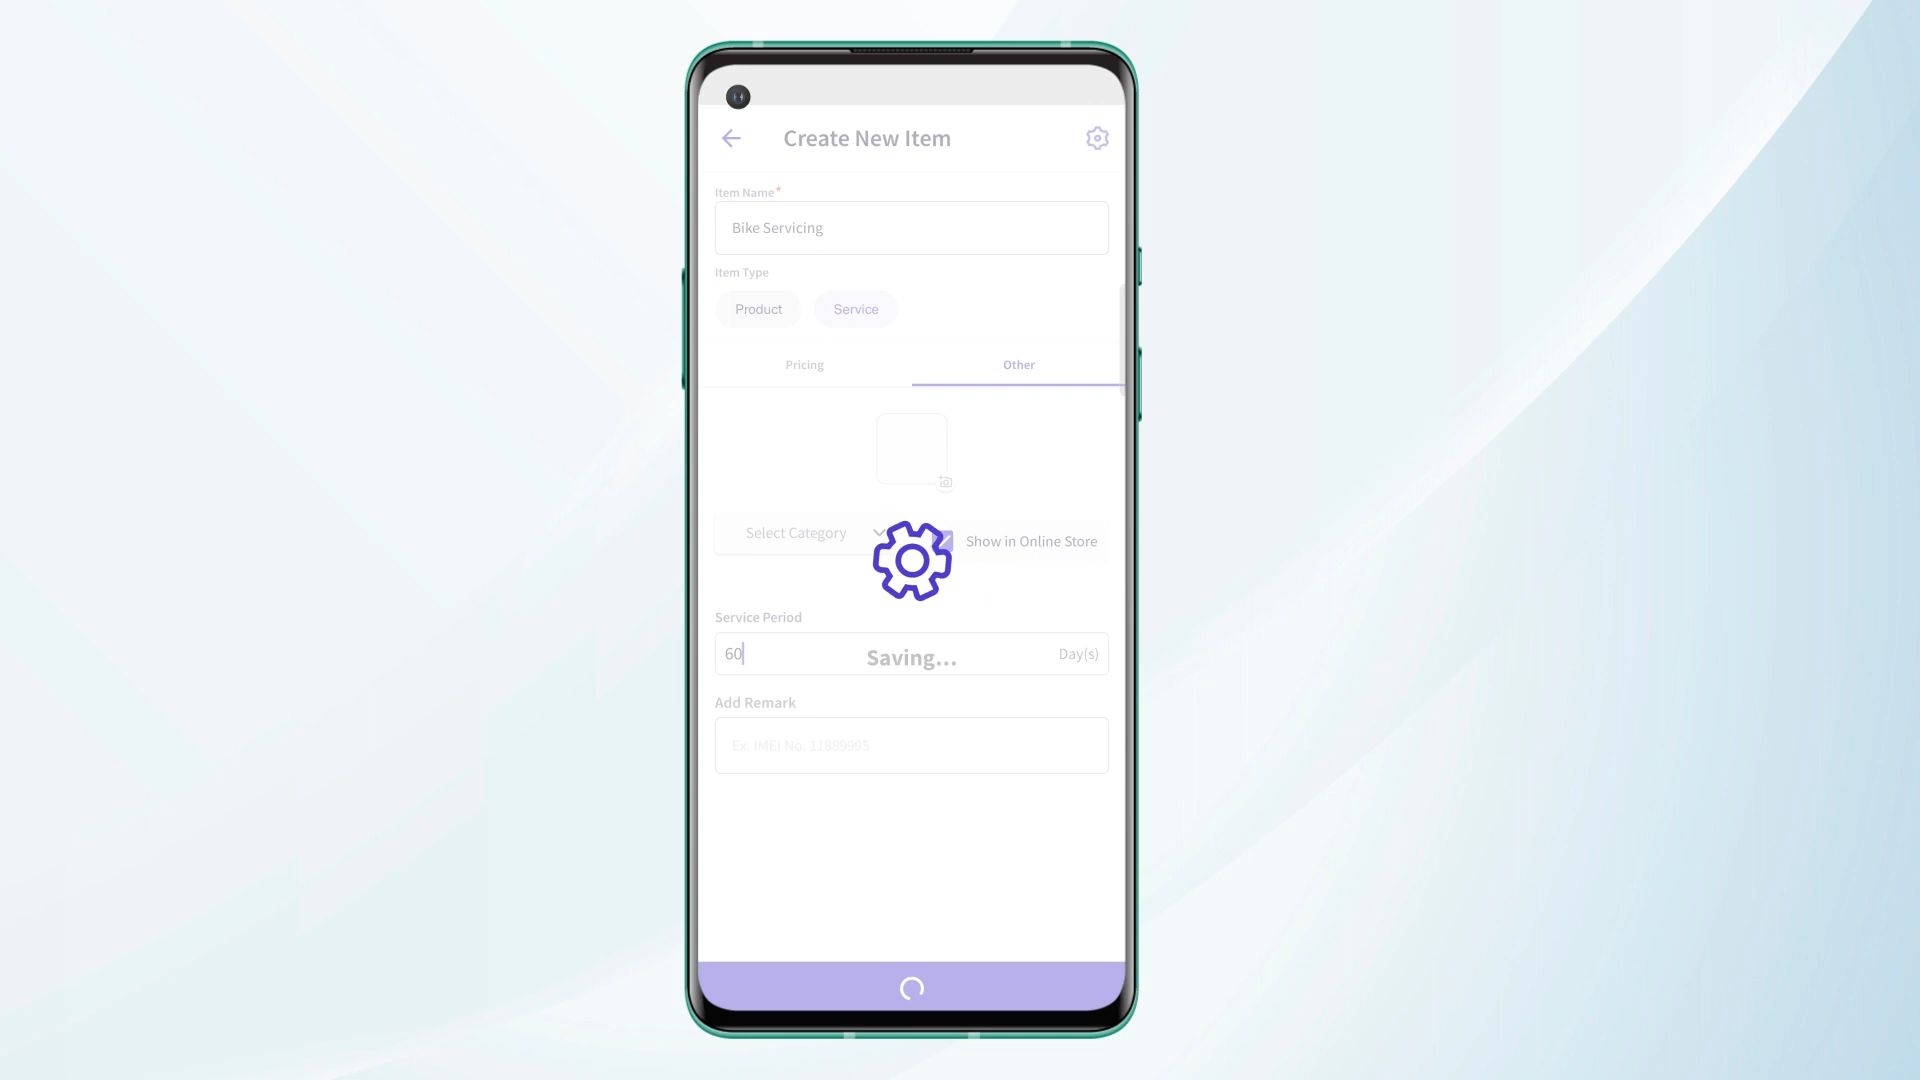 Create New Item
Item Name*
Bike Servicing
Item Type
Product Service
Pricing Other
Select Category Show in Online Store
Service Period
60 Saving... Day(s)
Add Remark
Ex. IMEI No. 11889995